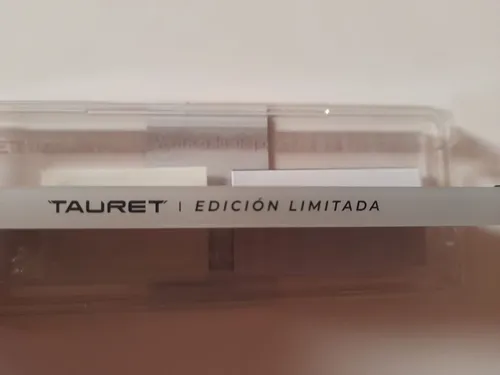 TAURET | EDICIÓN LIMITADA